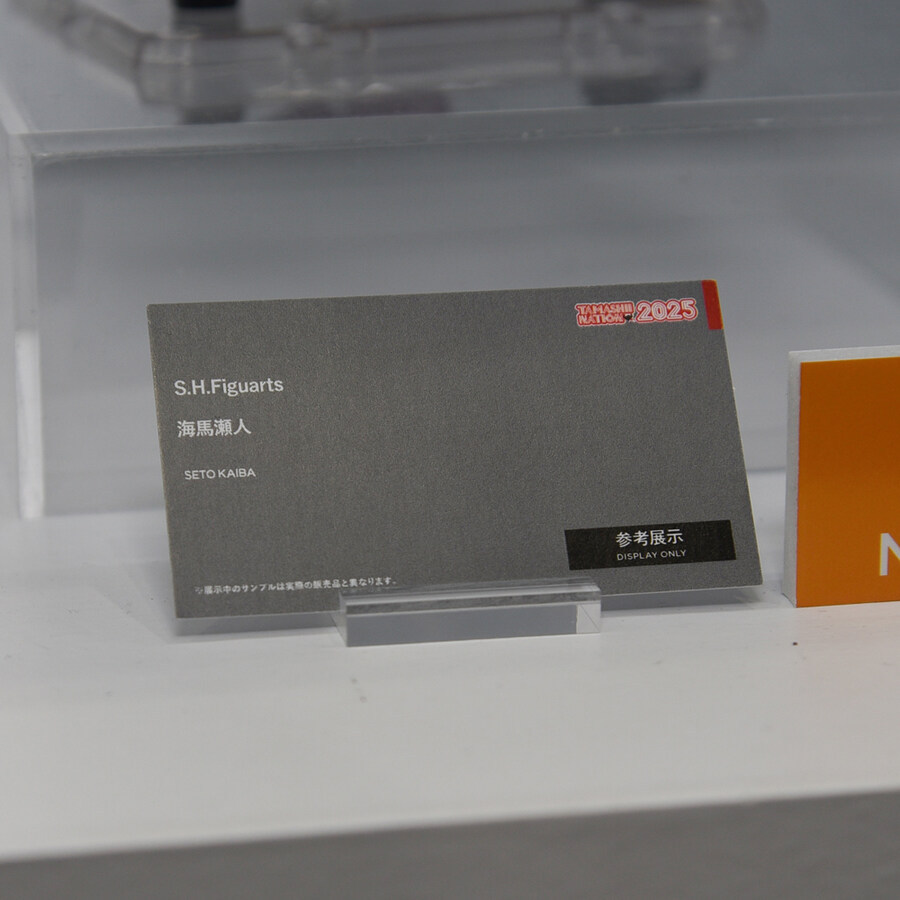 TAMASHII
NATION 2025
S.H.Figuarts
海馬瀬人
SETO KAIBA
参考展示
DISPLAY ONLY
※展示中のサンプルは実際の販売品と異なります。
N